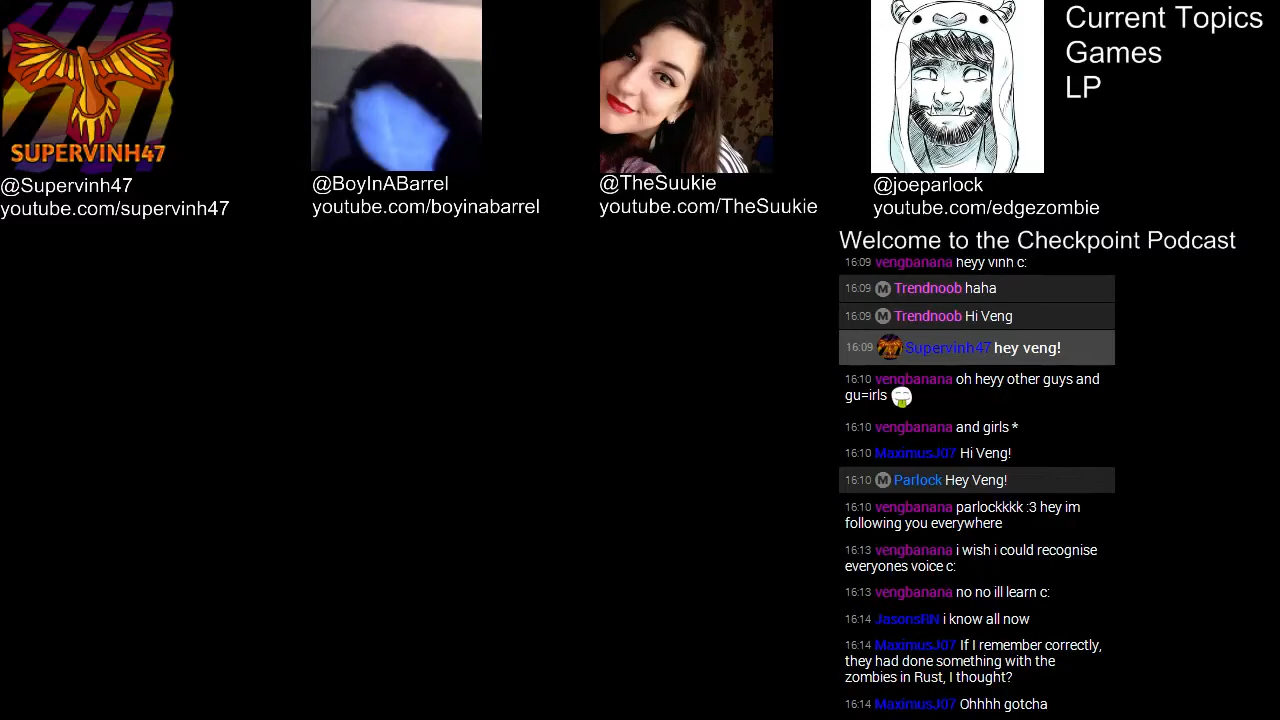 SUPERVINH47
@Supervinh47
youtube.com/supervinh47
@BoyInABarrel
youtube.com/boyinabarrel
@TheSuukie
youtube.com/TheSuukie
@joeparlock
youtube.com/edgezombie
Current Topics
Games
LP
Welcome to the Checkpoint Podcast
16:09 vengbanana heyy vinh c:
16:09 M Trendnoob haha
16:09 M Trendnoob Hi Veng
16:09 Supervinh47 hey veng!
16:10 vengbanana oh heyy other guys and
gu=irls
16:10 vengbanana and girls *
16:10 MaximusJ07 Hi Veng!
16:10 M Parlock Hey Veng!
16:10 vengbanana parlockkkk :3 hey im
following you everywhere
16:13 vengbanana i wish i could recognise
everyones voice c:
16:13 vengbanana no no ill learn c:
16:14 JasonsRN i know all now
16:14 MaximusJ07 If I remember correctly,
they had done something with the
zombies in Rust, I thought?
16:14 MaximusJ07 Ohhhh gotcha